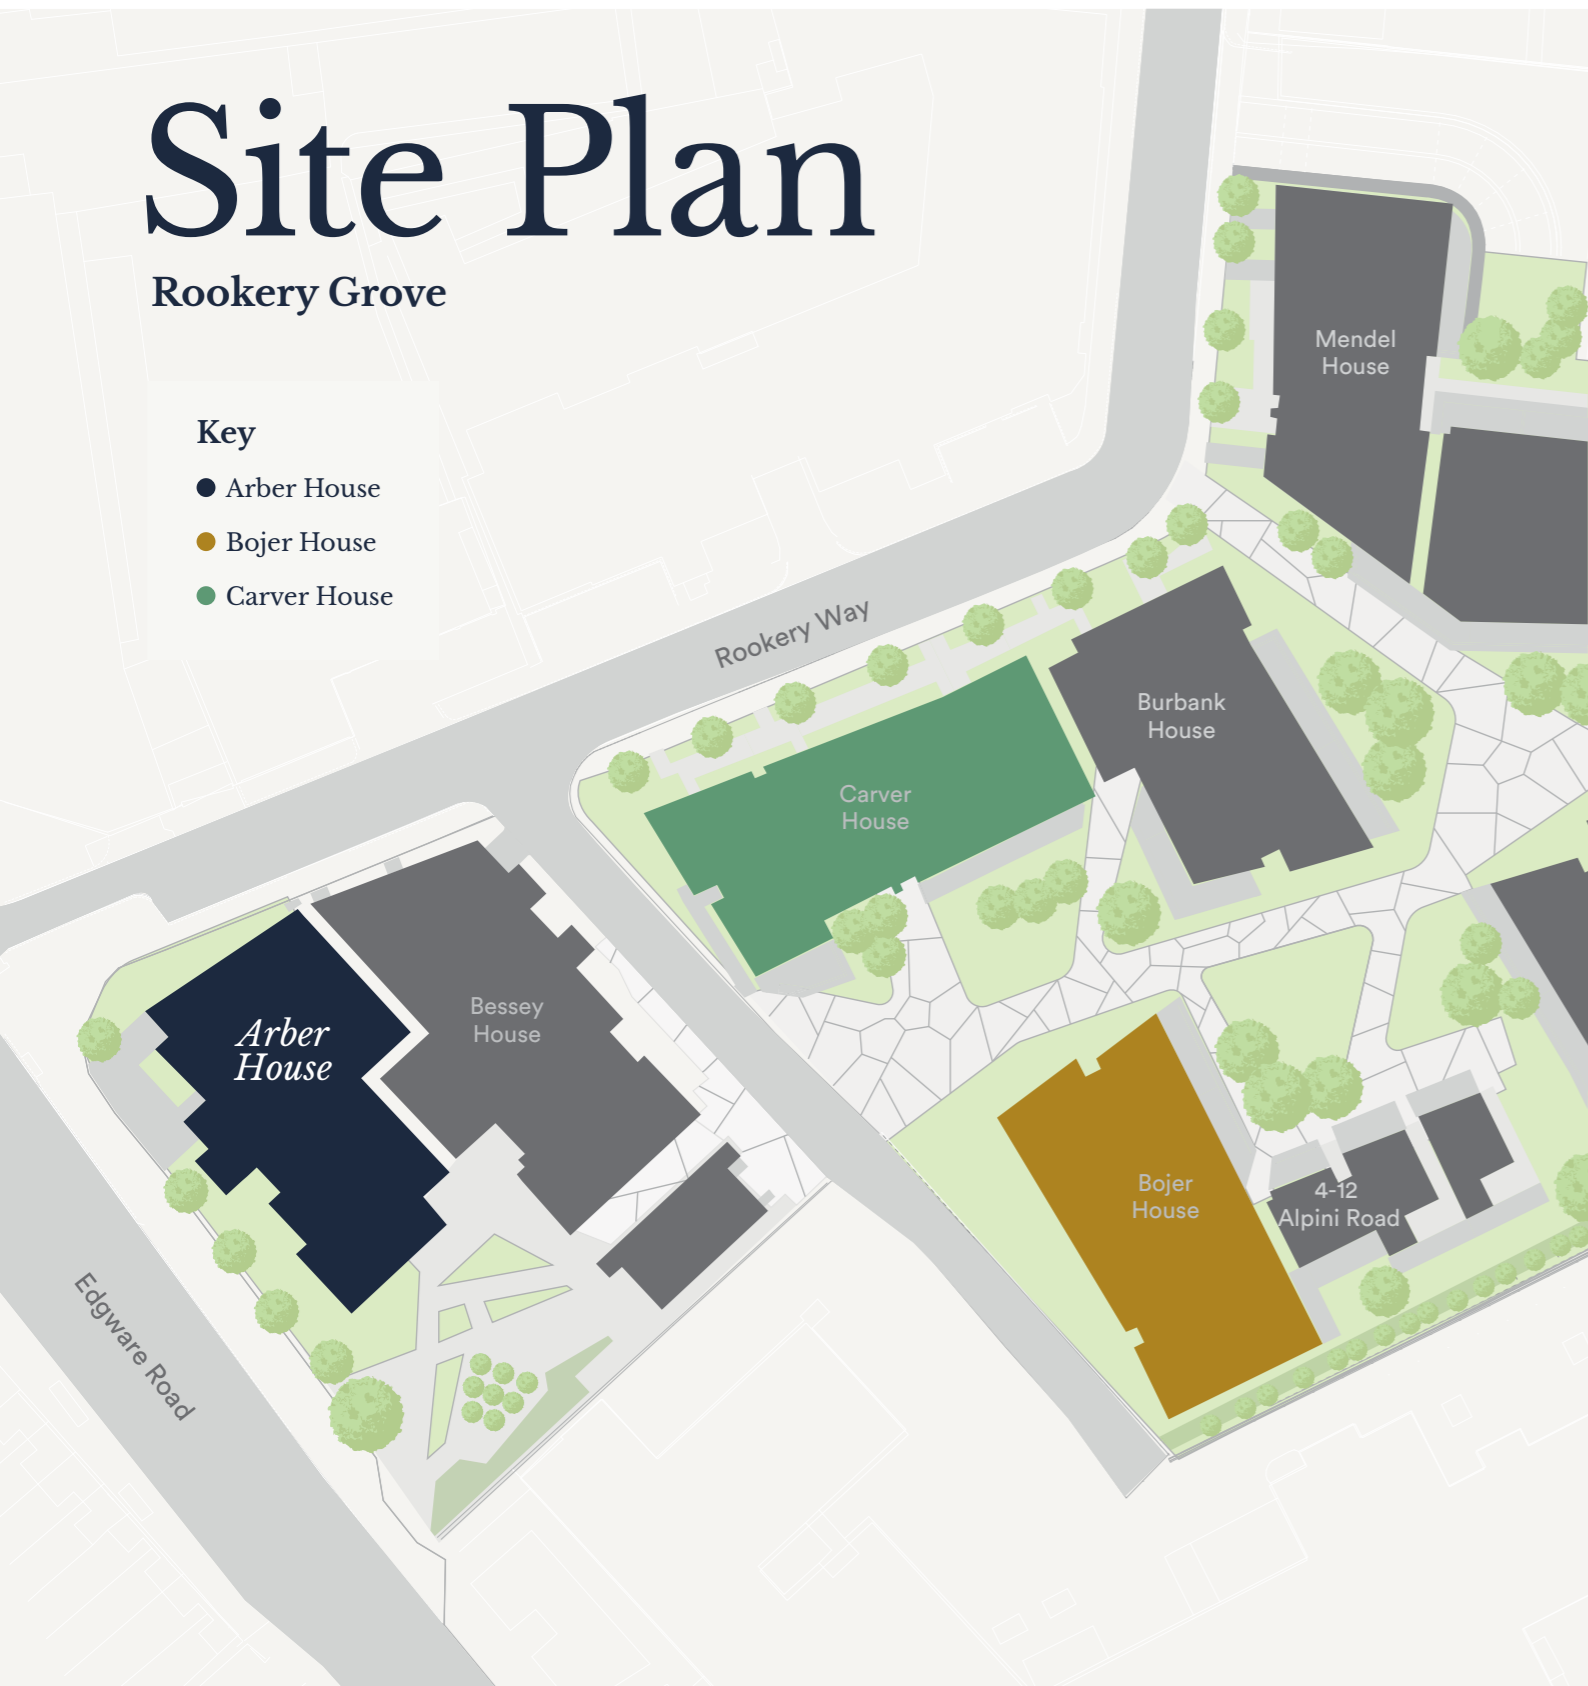 Site Plan
Rookery Grove
Key
Arber House
Bojer House
Carver House
Mendel
House
Rookery Way
Burbank
House
Carver
House
Bessey
House
Arber
House
Bojer
House
4-12
Alpini Road
Edgware Road